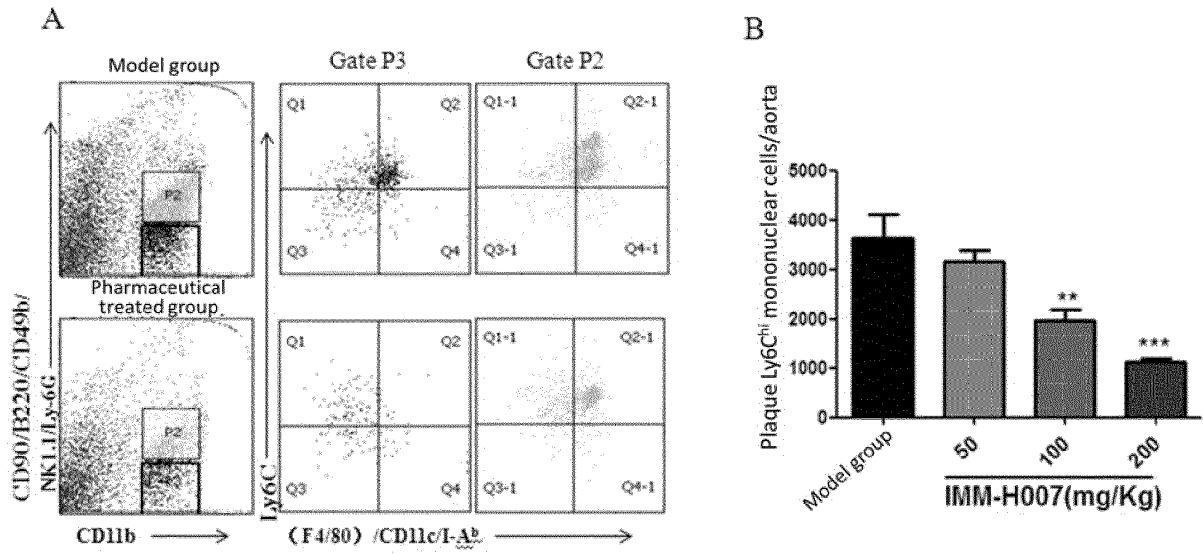 A
B
Model group
Gate P3
Gate P2
Q1
Q2
Q1-1
Q2-1
P2
Q3
Q4
Q3-1
Q4-1
Pharmaceutical
treated group
Q1
Q2
Q1-1
Q2-1
P2
Q3
Q4
Q3-1
Q4-1
CD90/B220/CD49b/
NK1.1/Ly-6G
Ly6C
CD11b
(F4/80) /CD11c/I-Aᵇ
Plaque Ly6Cʰⁱ mononuclear cells/aorta
5000
4000
3000
2000
1000
0
**
***
Model group
50
100
200
IMM-H007(mg/Kg)